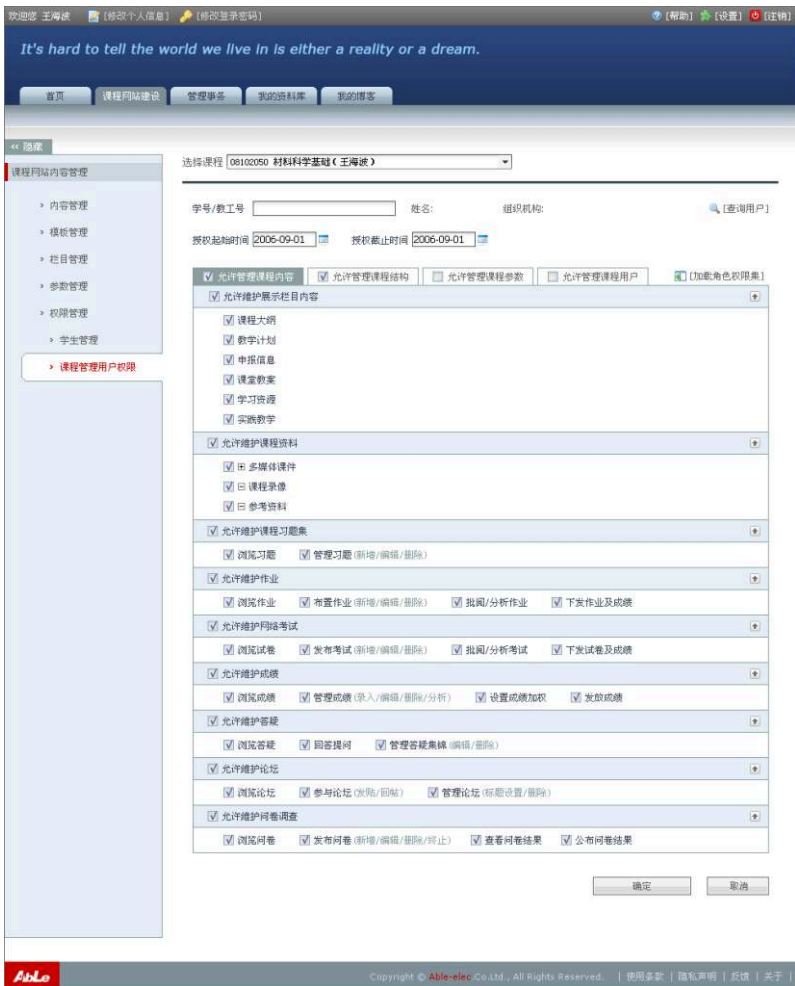 欢迎您 王海波 [修改个人信息] [修改登录密码] [帮助] [设置] [注销]
It's hard to tell the world we live in is either a reality or a dream.
首页 课程网站建设 管理事务 我的资料库 我的博客
<< 隐藏
选择课程 08102050 材料科学基础（王海波）
课程网站内容管理
› 内容管理
› 模板管理
› 栏目管理
› 参数管理
› 权限管理
› 学生管理
› 课程管理用户权限
学号/教工号 姓名: 组织机构: [查询用户]
授权起始时间 2006-09-01 授权截止时间 2006-09-01
允许管理课程内容 允许管理课程结构 允许管理课程参数 允许管理课程用户 [加载角色权限集]
允许维护展示栏目内容
课程大纲
教学计划
申报信息
课堂教案
学习资源
实践教学
允许维护课程资料
多媒体课件
课程录像
参考资料
允许维护课程习题集
浏览习题 管理习题(新增/编辑/删除)
允许维护作业
浏览作业 布置作业(新增/编辑/删除) 批阅/分析作业 下发作业及成绩
允许维护网络考试
浏览试卷 发布考试(新增/编辑/删除) 批阅/分析考试 下发试卷及成绩
允许维护成绩
浏览成绩 管理成绩(录入/编辑/删除/分析) 设置成绩加权 发放成绩
允许维护答疑
浏览答疑 回答提问 管理答疑集锦(编辑/删除)
允许维护论坛
浏览论坛 参与论坛(发贴/回帖) 管理论坛(标题设置/删除)
允许维护问卷调查
浏览问卷 发布问卷(新增/编辑/删除/终止) 查看问卷结果 公布问卷结果
确定 取消
AbLe Copyright © Able-elec Co.Ltd., All Rights Reserved. | 使用条款 | 隐私声明 | 反馈 | 关于 |